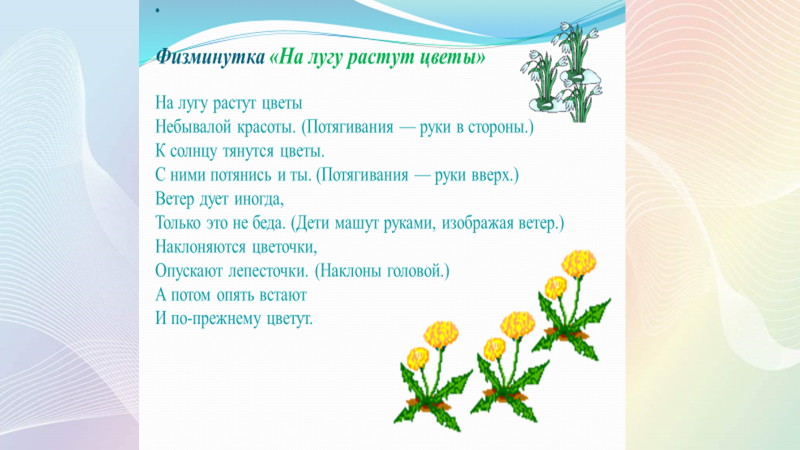 •
Физминутка «На лугу растут цветы»
На лугу растут цветы
Небывалой красоты. (Потягивания — руки в стороны.)
К солнцу тянутся цветы.
С ними потянись и ты. (Потягивания — руки вверх.)
Ветер дует иногда,
Только это не беда. (Дети машут руками, изображая ветер.)
Наклоняются цветочки,
Опускают лепесточки. (Наклоны головой.)
А потом опять встают
И по-прежнему цветут.